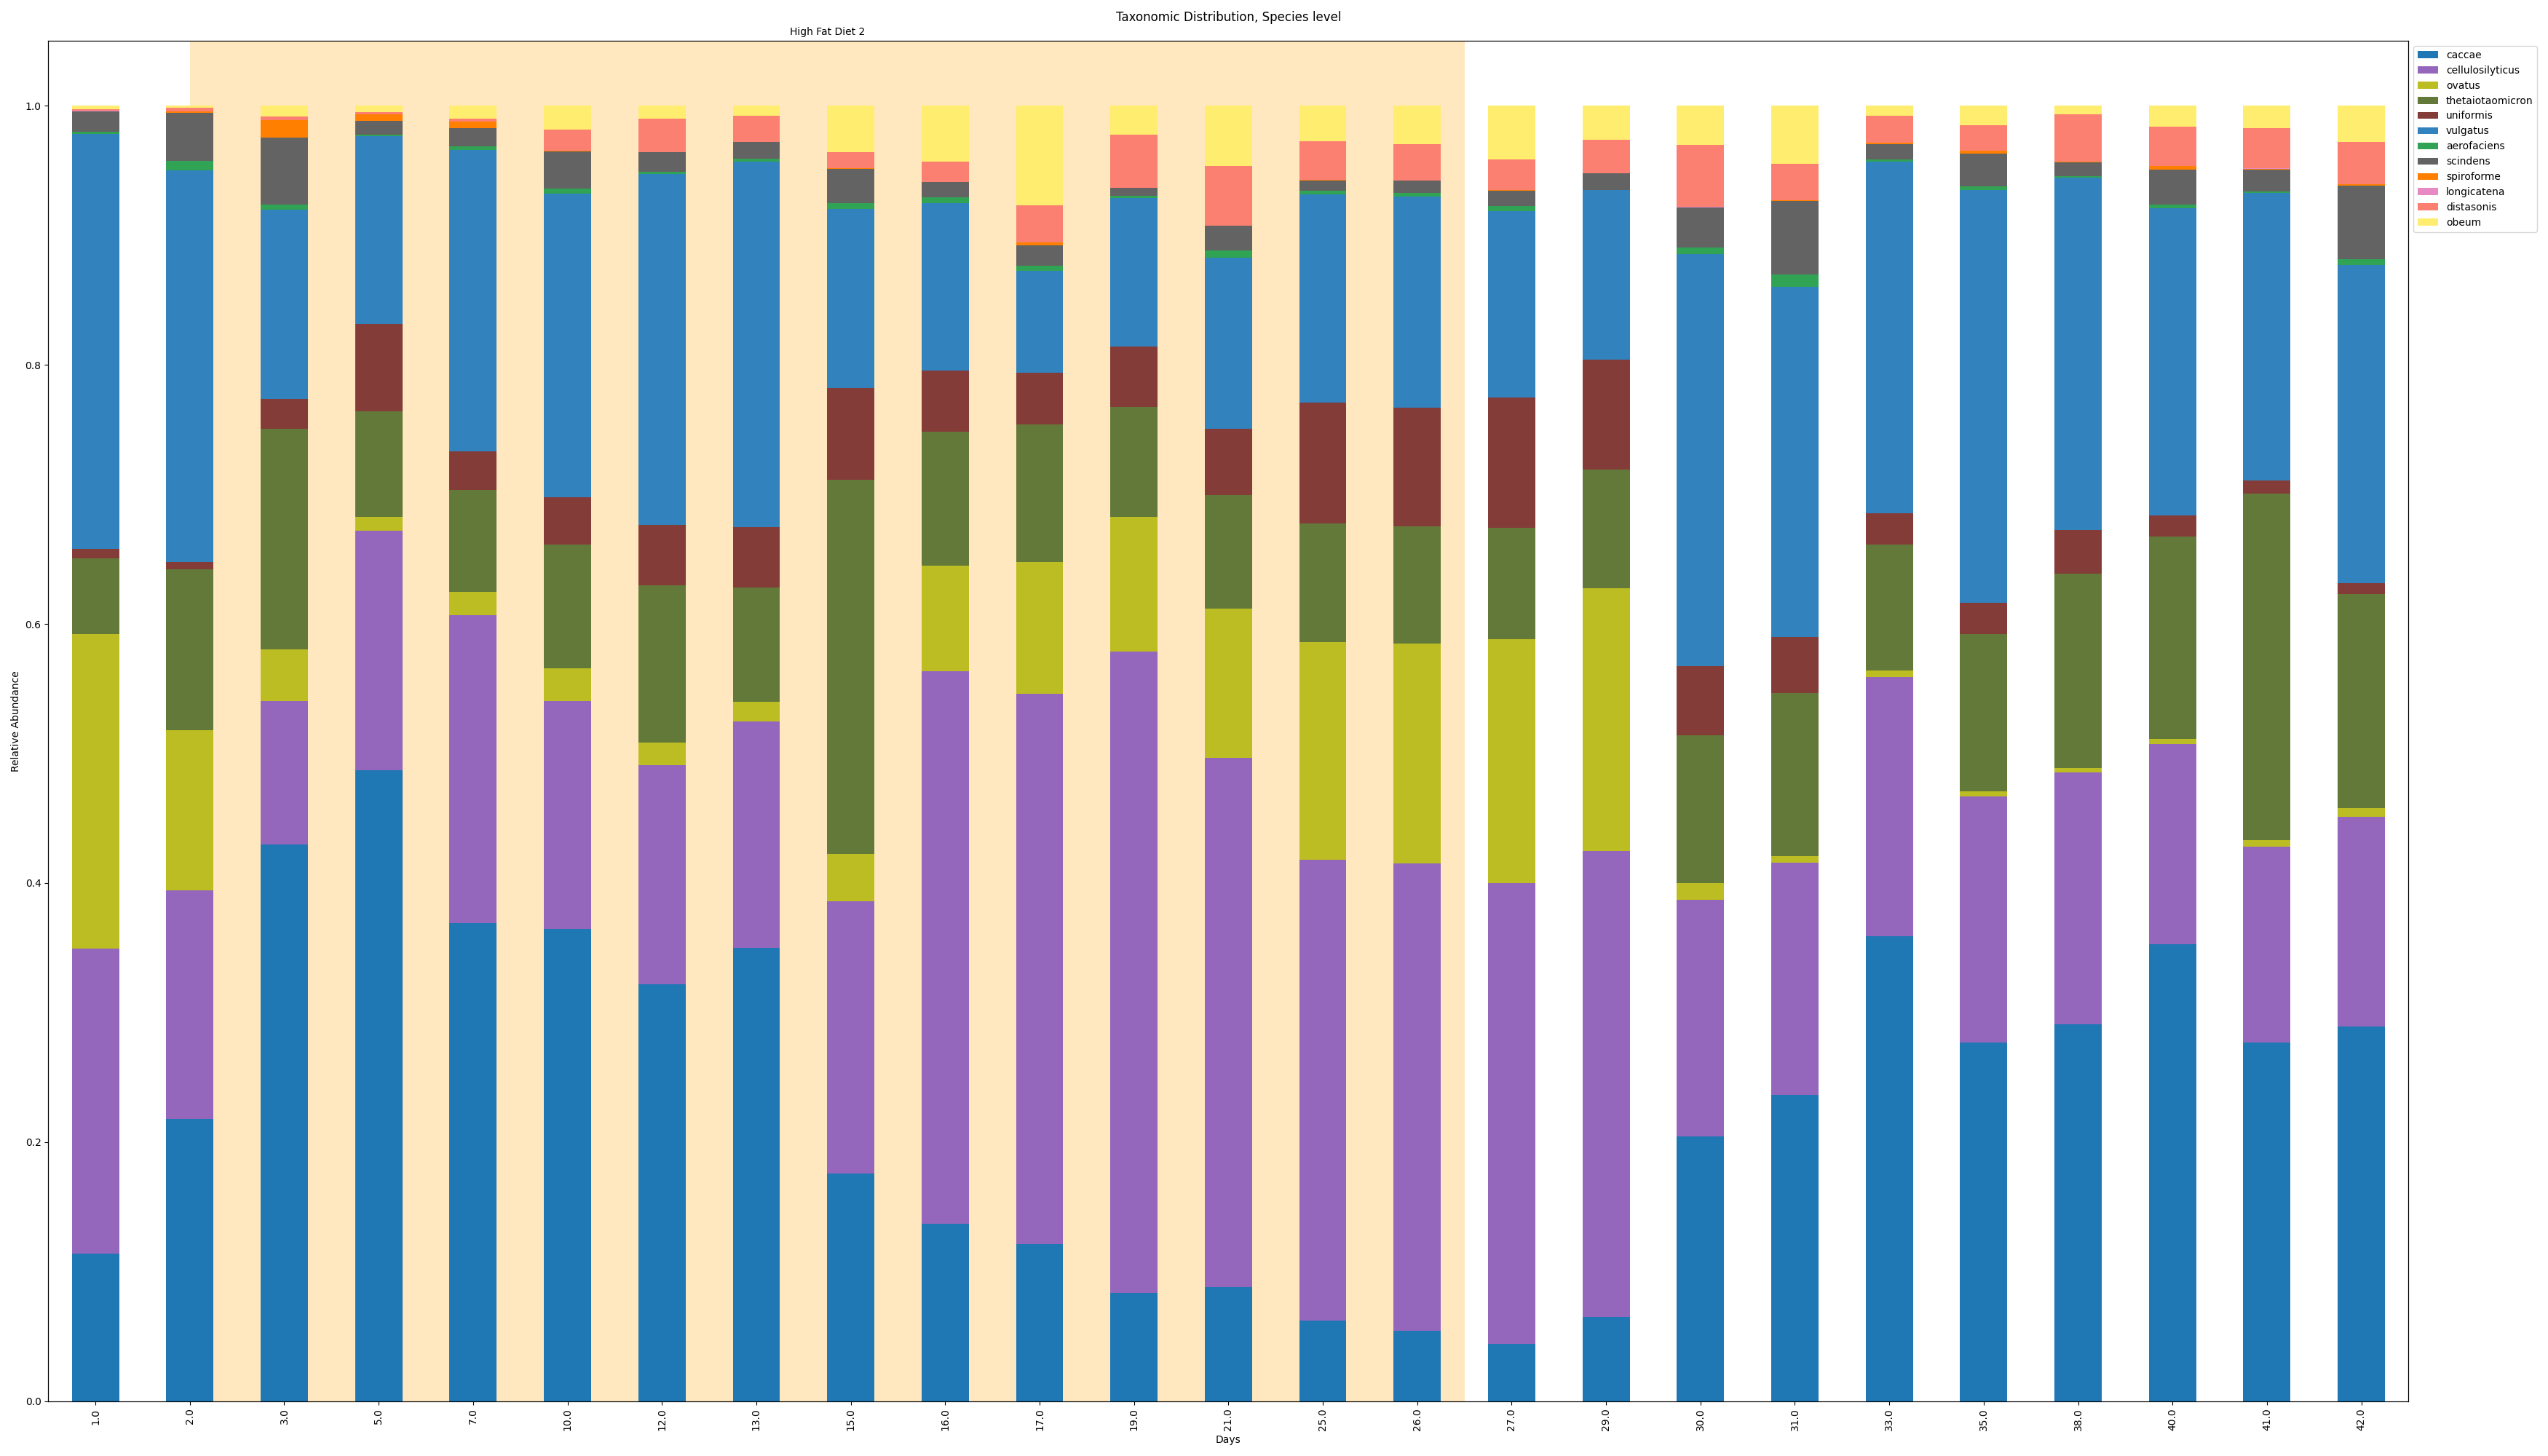 Taxonomic Distribution, Species level
High Fat Diet 2
caccae
cellulosilyticus
ovatus
thetaiotaomicron
uniformis
vulgatus
aerofaciens
scindens
spiroforme
longicatena
distasonis
obeum
Relative Abundance
1.0
0.8
0.6
0.4
0.2
0.0
1.0 2.0 3.0 5.0 7.0 10.0 12.0 13.0 15.0 16.0 17.0 19.0 21.0 25.0 26.0 27.0 29.0 30.0 31.0 33.0 35.0 38.0 40.0 41.0 42.0
Days